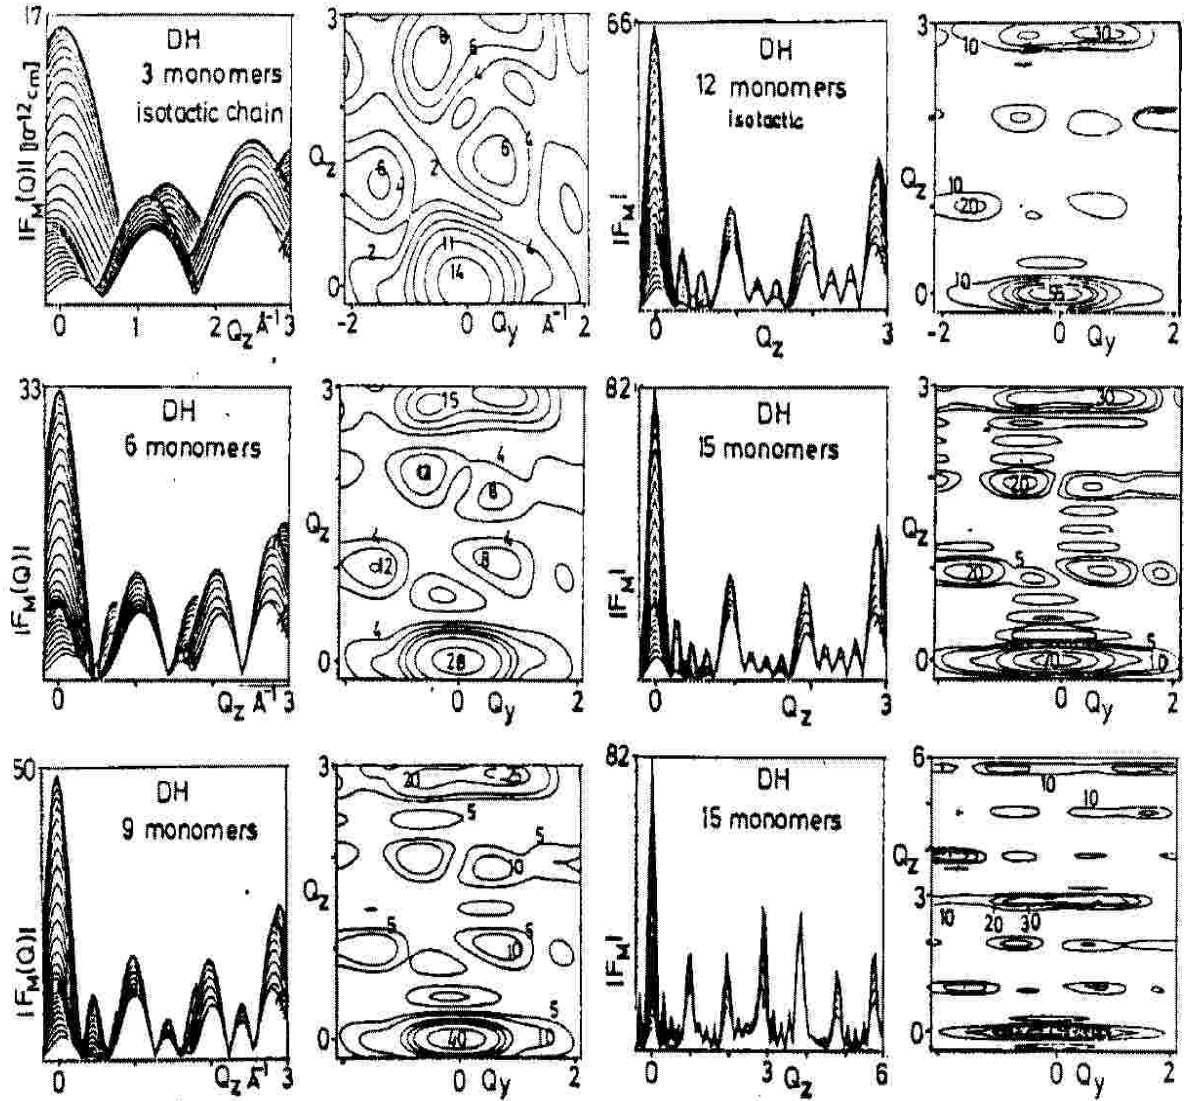 17
DH
3 monomers
isotactic chain
|F_M(Q)| [10^-12 cm]
0 1 2 3
Q_z Å^-1
3
8 6
4
Q_z
6 4 2 6 4
2 11 4
14
0
-2 0 2
Q_y Å^-1
66
DH
12 monomers
isotactic
|F_M|
0 3
Q_z
3
10 30
Q_z
10
20
10
0
-2 0 2
Q_y
33
DH
6 monomers
|F_M(Q)|
0 3
Q_z Å^-1
3
15
4
12
8
Q_z
4 4
12 8
4
28
0
0 2
Q_y
82
DH
15 monomers
|F_M|
0 3
Q_z
3
30
20
Q_z
5
20
5
70 10
0
0 2
Q_y
50
DH
9 monomers
|F_M(Q)|
0 3
Q_z Å^-1
3
20 25
5
5
10
Q_z
5 5
10
5
40
0
0 2
Q_y
82
DH
15 monomers
|F_M|
0 3 6
Q_z
6
10
10
Q_z
3
10 20 30
0
0 2
Q_y